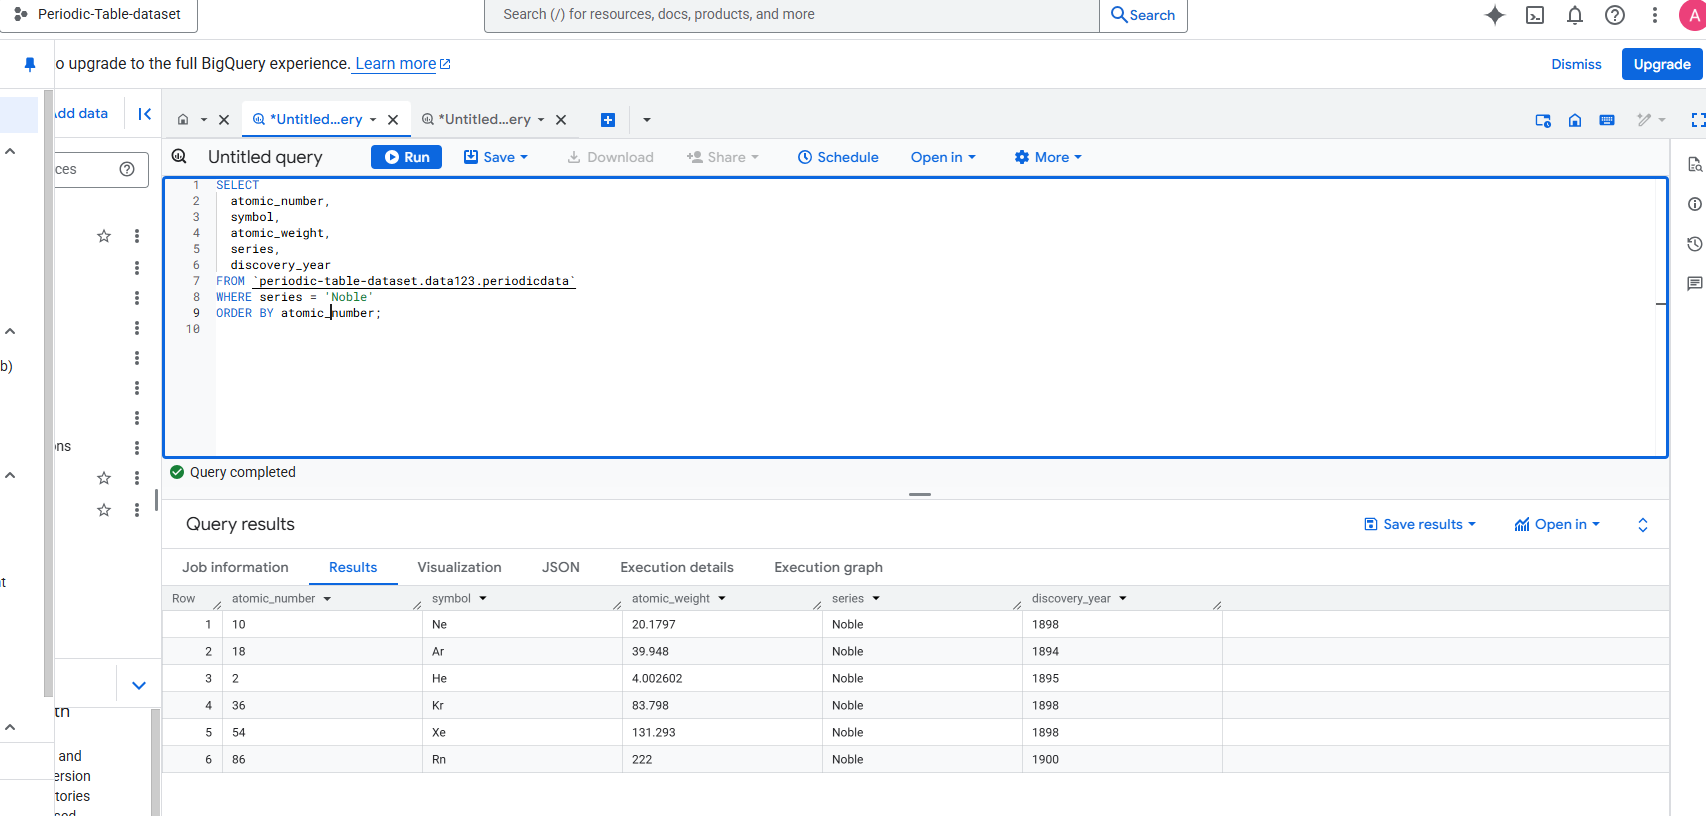 Periodic-Table-dataset
Search (/) for resources, docs, products, and more
Search
A
o upgrade to the full BigQuery experience. Learn more
Dismiss
Upgrade
dd data
*Untitled...ery
*Untitled...ery
Untitled query
Run
Save
Download
Share
Schedule
Open in
More
ces
ons
b)
1 SELECT
2 atomic_number,
3 symbol,
4 atomic_weight,
5 series,
6 discovery_year
7 FROM `periodic-table-dataset.data123.periodicdata`
8 WHERE series = 'Noble'
9 ORDER BY atomic_number;
10
Query completed
Query results
Save results
Open in
Job information
Results
Visualization
JSON
Execution details
Execution graph
Row atomic_number symbol atomic_weight series discovery_year
1 10 Ne 20.1797 Noble 1898
2 18 Ar 39.948 Noble 1894
3 2 He 4.002602 Noble 1895
4 36 Kr 83.798 Noble 1898
5 54 Xe 131.293 Noble 1898
6 86 Rn 222 Noble 1900
and
ersion
tories